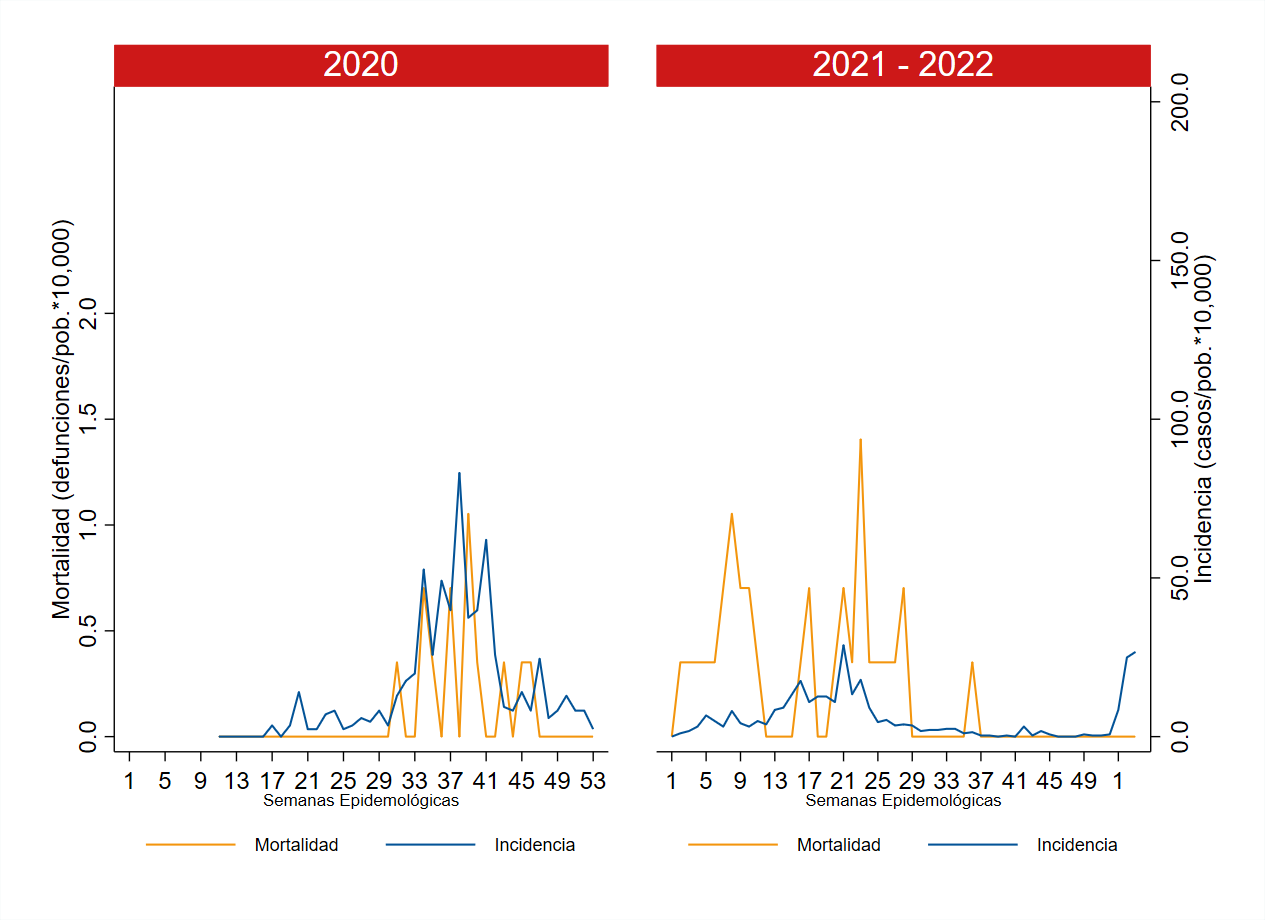 2020
2021 - 2022
Mortalidad (defunciones/pob.*10,000)
0.0 0.5 1.0 1.5 2.0
Incidencia (casos/pob.*10,000)
0.0 50.0 100.0 150.0 200.0
1 5 9 13 17 21 25 29 33 37 41 45 49 53
Semanas Epidemológicas
1 5 9 13 17 21 25 29 33 37 41 45 49 1
Semanas Epidemológicas
Mortalidad Incidencia
Mortalidad Incidencia